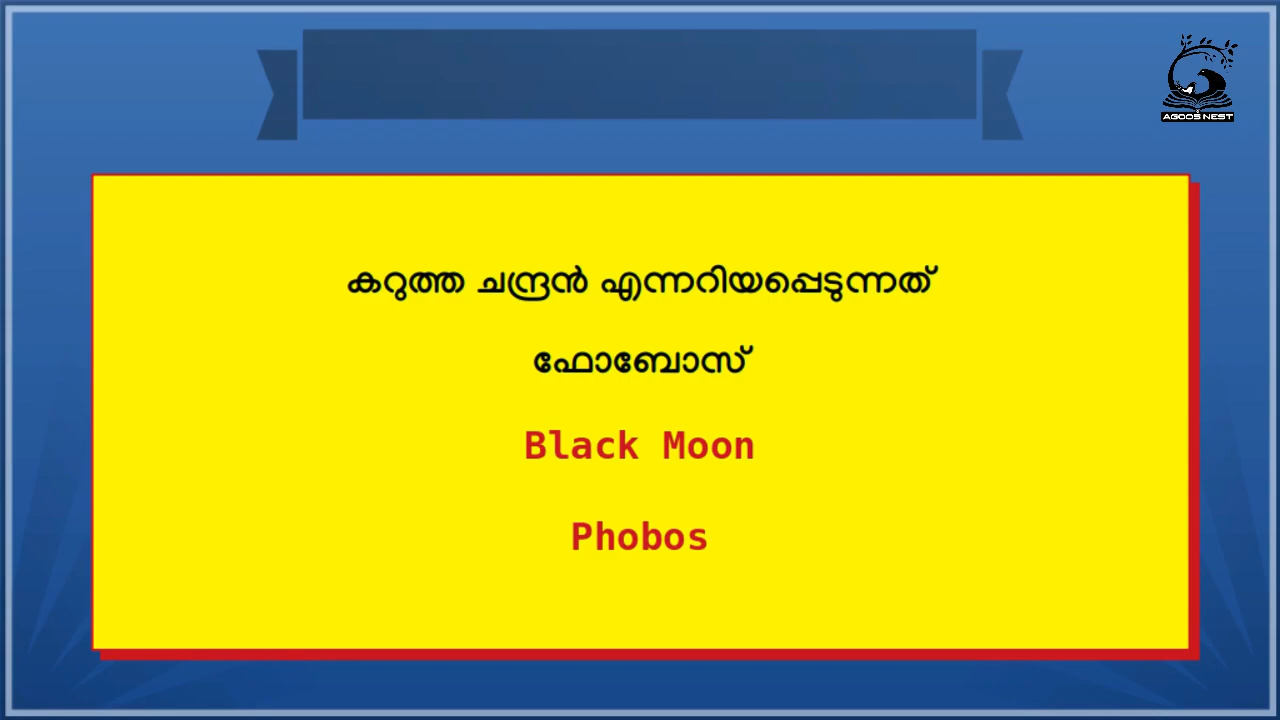 AGOOS NEST
കറുത്ത ചന്ദ്രൻ എന്നറിയപ്പെടുന്നത്
ഫോബോസ്
Black Moon
Phobos